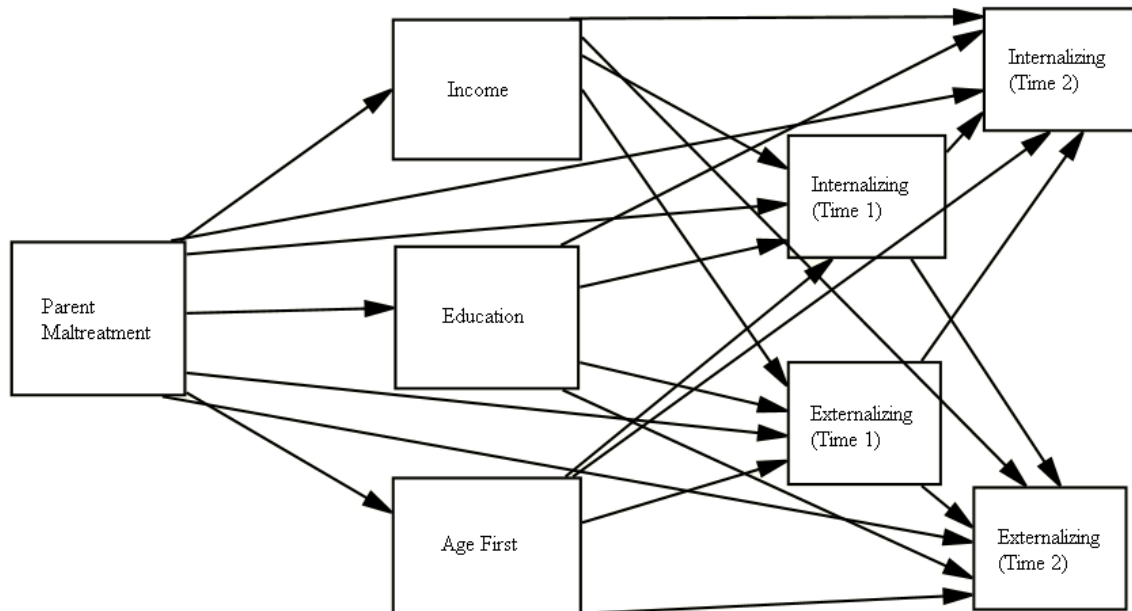 Income
Internalizing
(Time 2)
Internalizing
(Time 1)
Parent
Maltreatment
Education
Externalizing
(Time 1)
Age First
Externalizing
(Time 2)